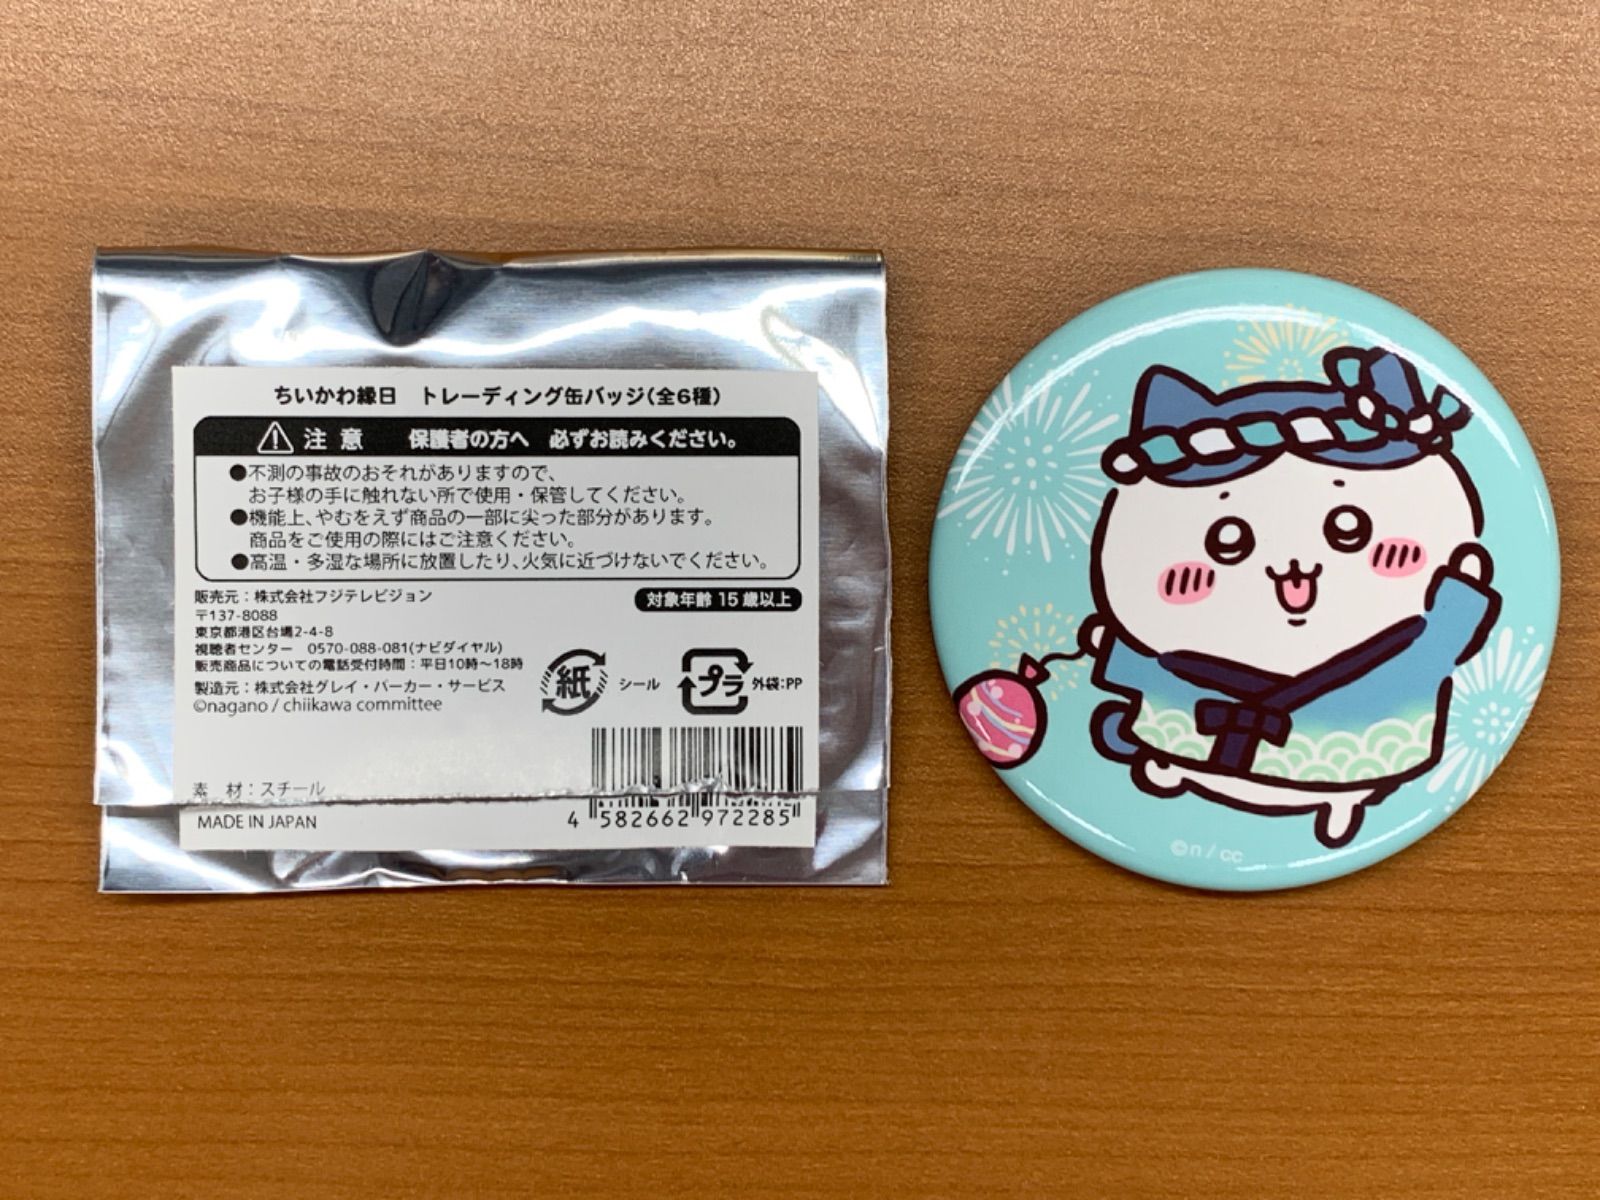 ちいかわ縁日　トレーディング缶バッジ(全6種)
注 意　保護者の方へ　必ずお読みください。
●不測の事故のおそれがありますので、
お子様の手に触れない所で使用・保管してください。
●機能上、やむをえず商品の一部に尖った部分があります。
商品をご使用の際にはご注意ください。
●高温・多湿な場所に放置したり、火気に近づけないでください。
販売元：株式会社フジテレビジョン
対象年齢 15 歳以上
〒137-8088
東京都港区台場2-4-8
視聴者センター　0570-088-081(ナビダイヤル)
販売商品についての電話受付時間：平日10時〜18時
製造元：株式会社グレイ・パーカー・サービス
©nagano / chiikawa committee
紙 シール
プラ 外袋:PP
素　材：スチール
MADE IN JAPAN
4 582662 972285
©n / cc